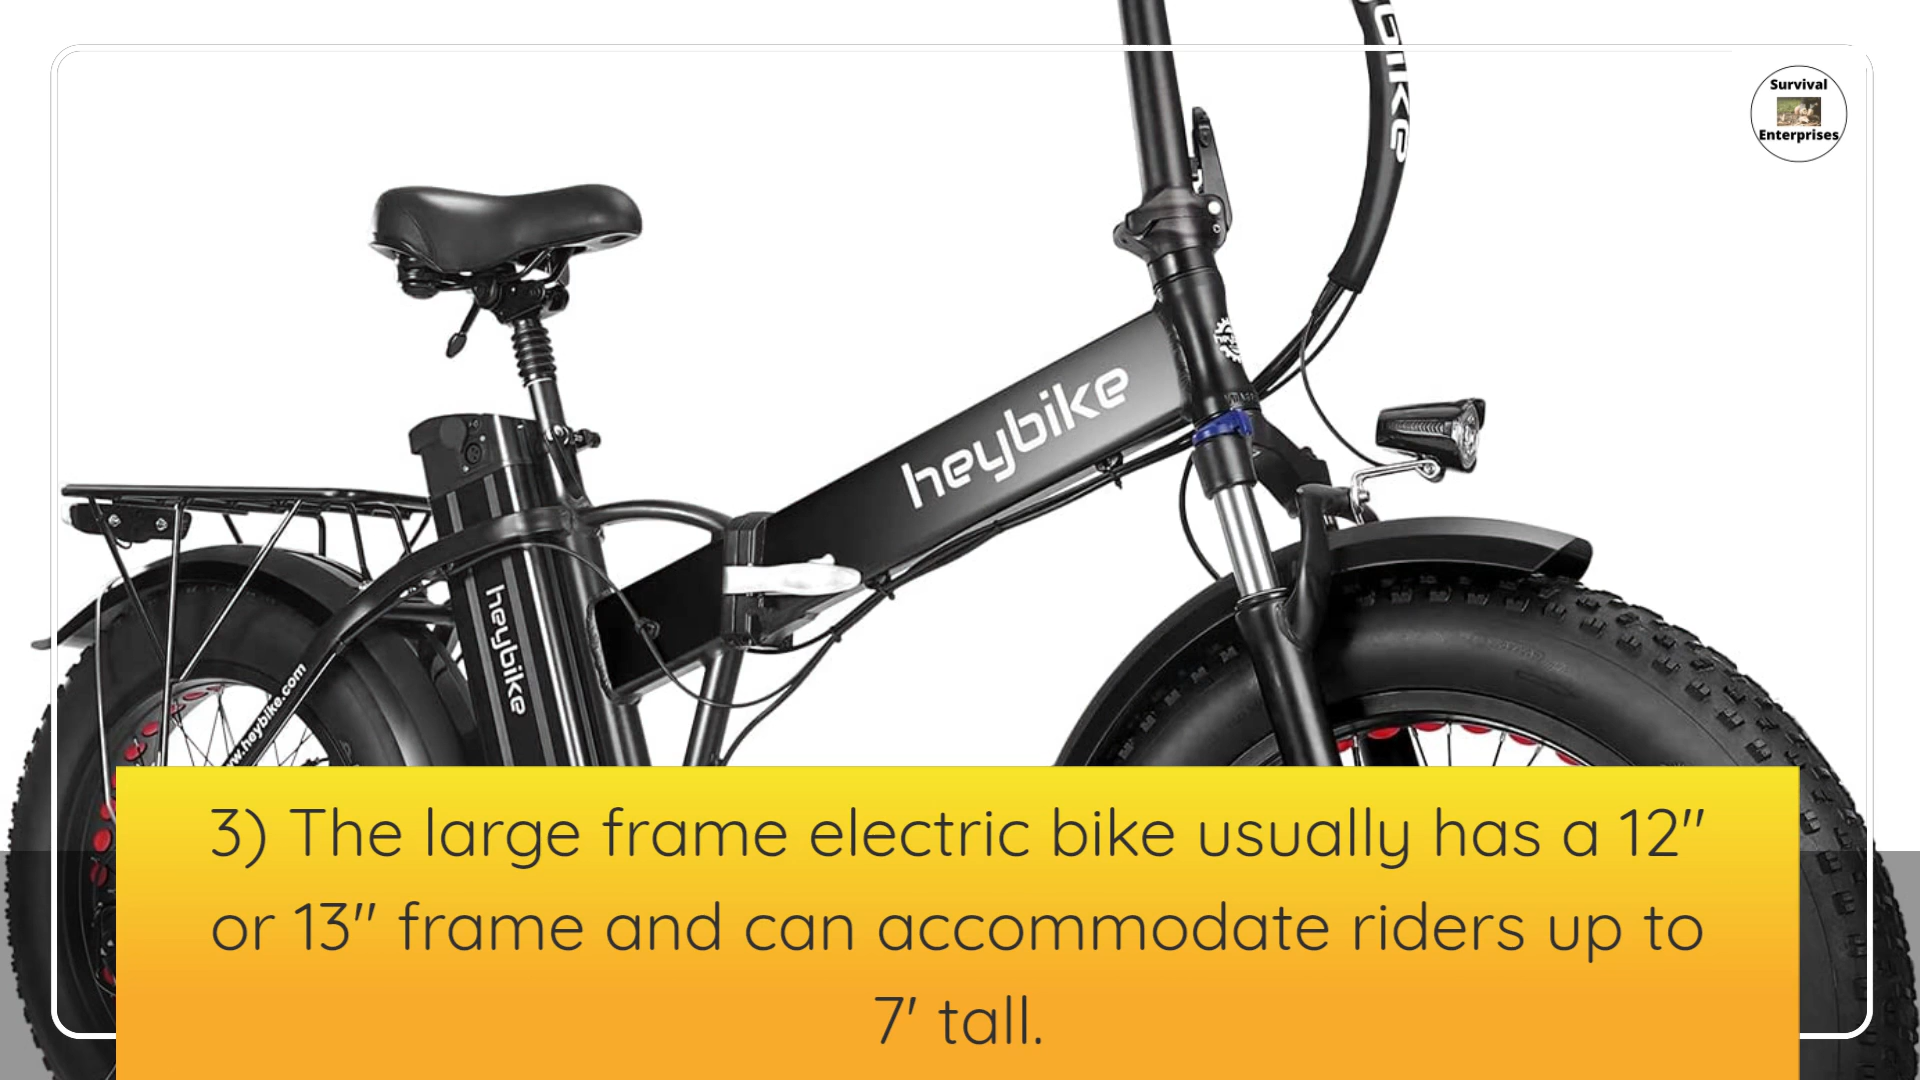 bike
Survival
Enterprises
heybike
heybike
www.heybike.com
3) The large frame electric bike usually has a 12"
or 13" frame and can accommodate riders up to
7' tall.